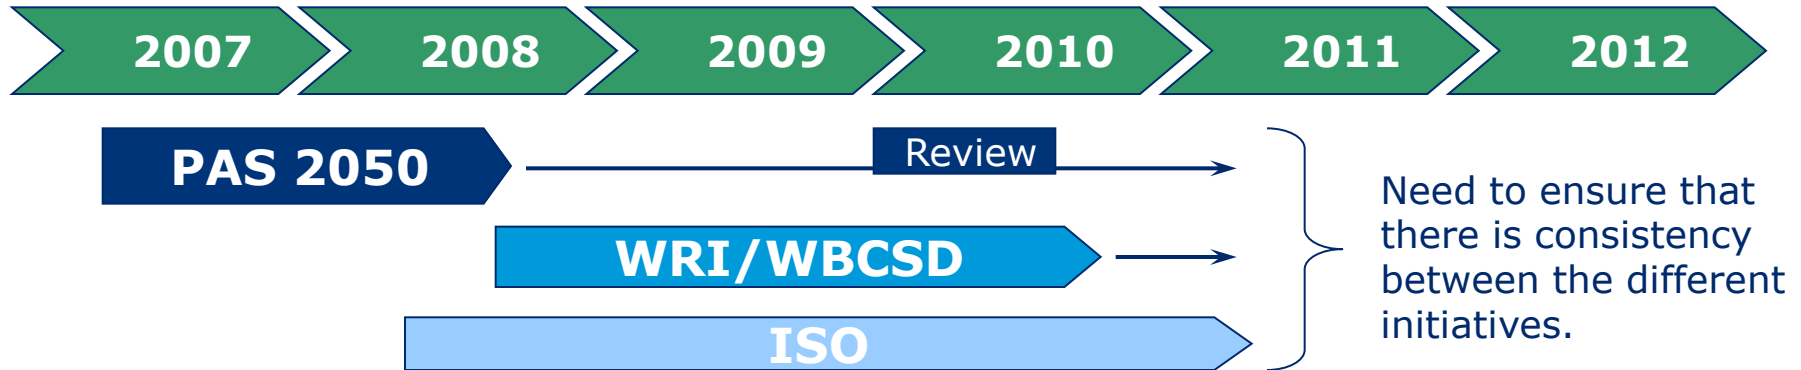 2007 2008 2009 2010 2011 2012
PAS 2050
Review
WRI/WBCSD
ISO
Need to ensure that
there is consistency
between the different
initiatives.